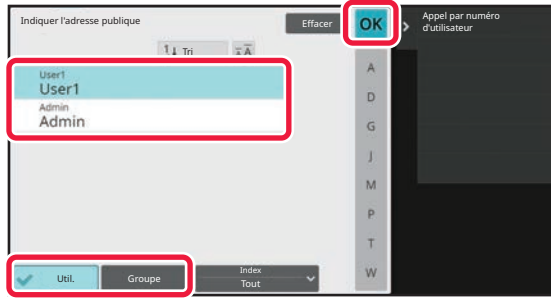 Indiquer l'adresse publique
Effacer
OK
Appel par numéro
d'utilisateur
Tri
User1
User1
Admin
Admin
A
D
G
J
M
P
T
W
Util.
Groupe
Index
Tout